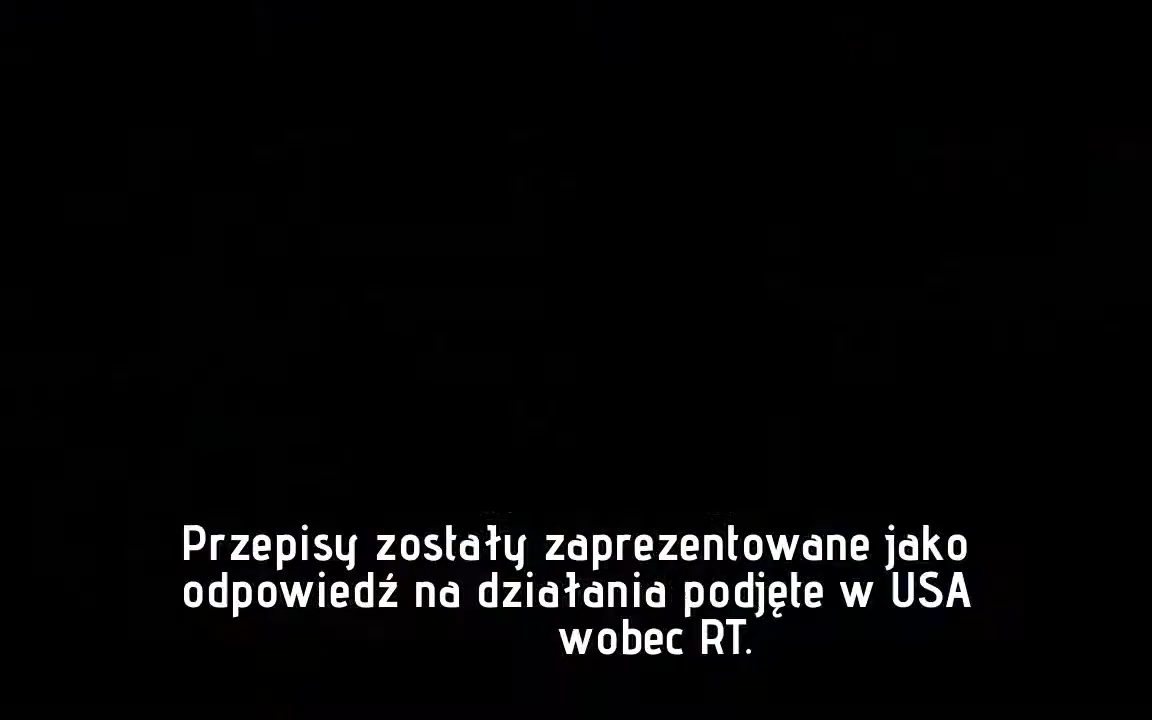 Przepisy zostały zaprezentowane jako
odpowiedź na działania podjęte w USA
wobec RT.